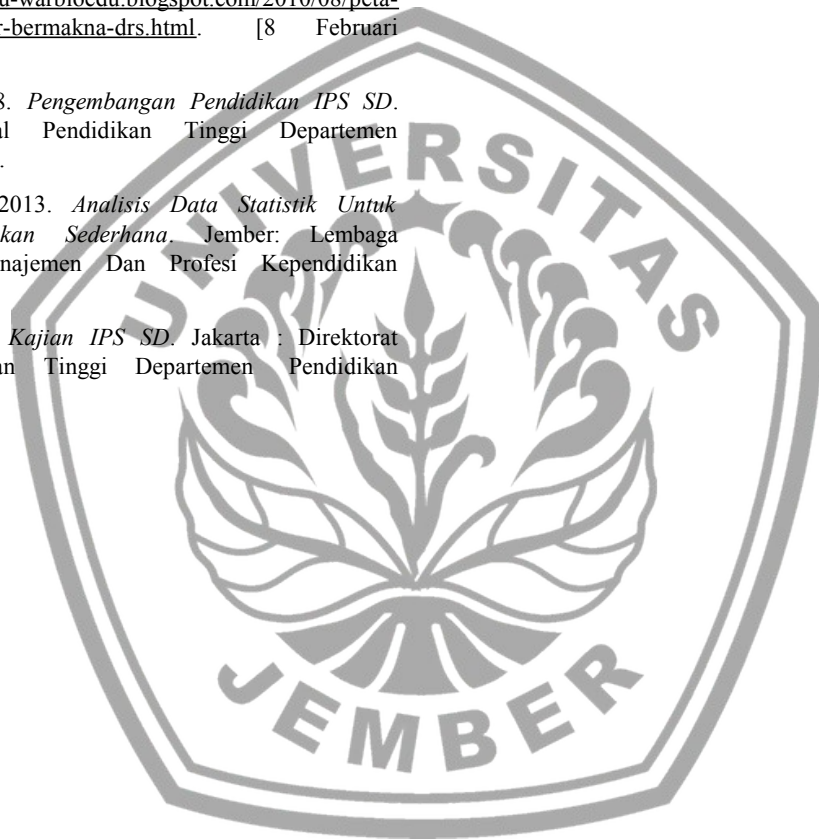 u-warbioedu.blogspot.com/2010/08/peta-
r-bermakna-drs.html. [8 Februari
8. Pengembangan Pendidikan IPS SD.
al Pendidikan Tinggi Departemen
.
2013. Analisis Data Statistik Untuk
kan Sederhana. Jember: Lembaga
najemen Dan Profesi Kependidikan
Kajian IPS SD. Jakarta : Direktorat
an Tinggi Departemen Pendidikan
UNIVERSITAS
JEMBER